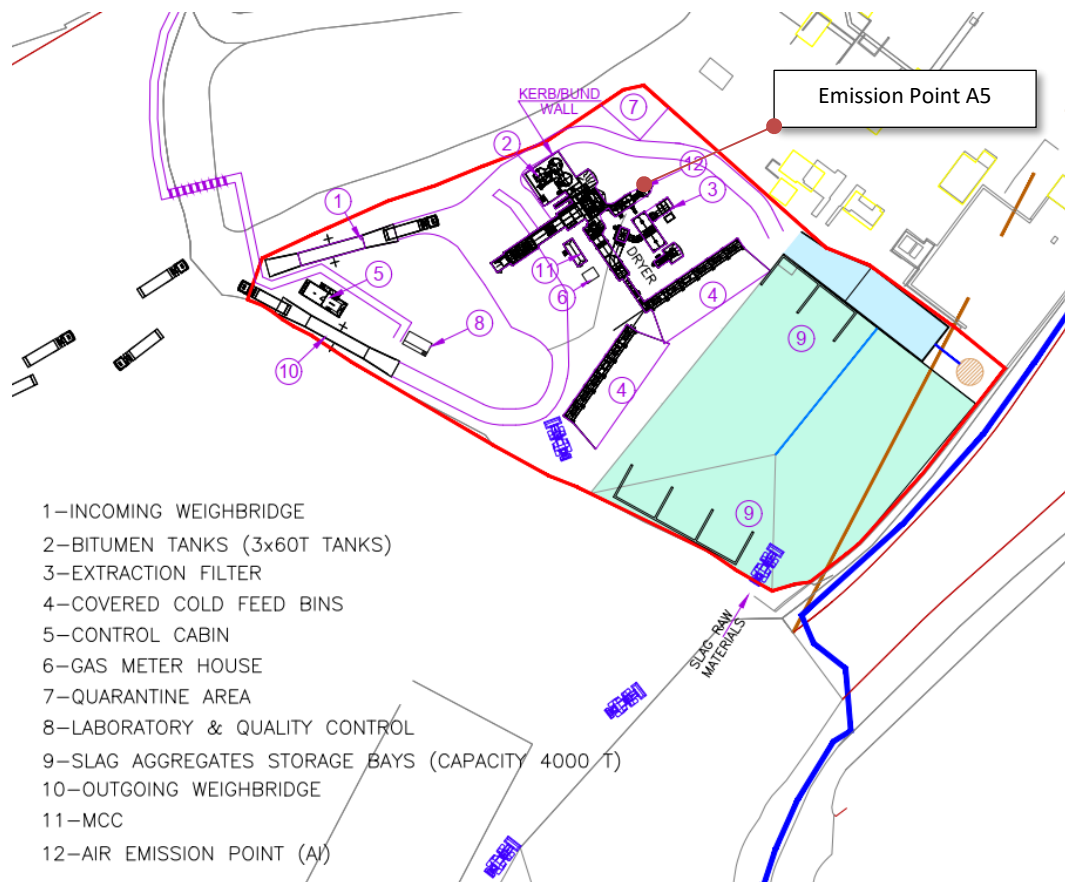 Emission Point A5
KERB/BUND
WALL
7
2
12
3
1
DRYER
11
5
6
4
8
9
10
4
9
SLAG RAW
MATERIALS
1-INCOMING WEIGHBRIDGE
2-BITUMEN TANKS (3x60T TANKS)
3-EXTRACTION FILTER
4-COVERED COLD FEED BINS
5-CONTROL CABIN
6-GAS METER HOUSE
7-QUARANTINE AREA
8-LABORATORY & QUALITY CONTROL
9-SLAG AGGREGATES STORAGE BAYS (CAPACITY 4000 T)
10-OUTGOING WEIGHBRIDGE
11-MCC
12-AIR EMISSION POINT (AI)